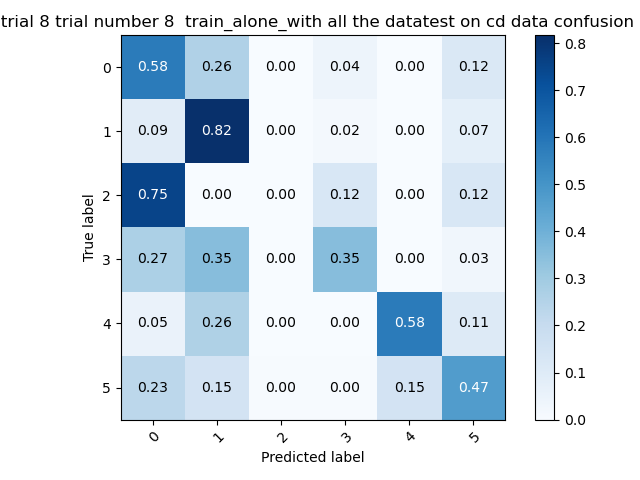 trial 8 trial number 8  train_alone_with all the datatest on cd data confusion
0 0.58 0.26 0.00 0.04 0.00 0.12
1 0.09 0.82 0.00 0.02 0.00 0.07
2 0.75 0.00 0.00 0.12 0.00 0.12
3 0.27 0.35 0.00 0.35 0.00 0.03
4 0.05 0.26 0.00 0.00 0.58 0.11
5 0.23 0.15 0.00 0.00 0.15 0.47
0 1 2 3 4 5
True label
Predicted label
0.8
0.7
0.6
0.5
0.4
0.3
0.2
0.1
0.0